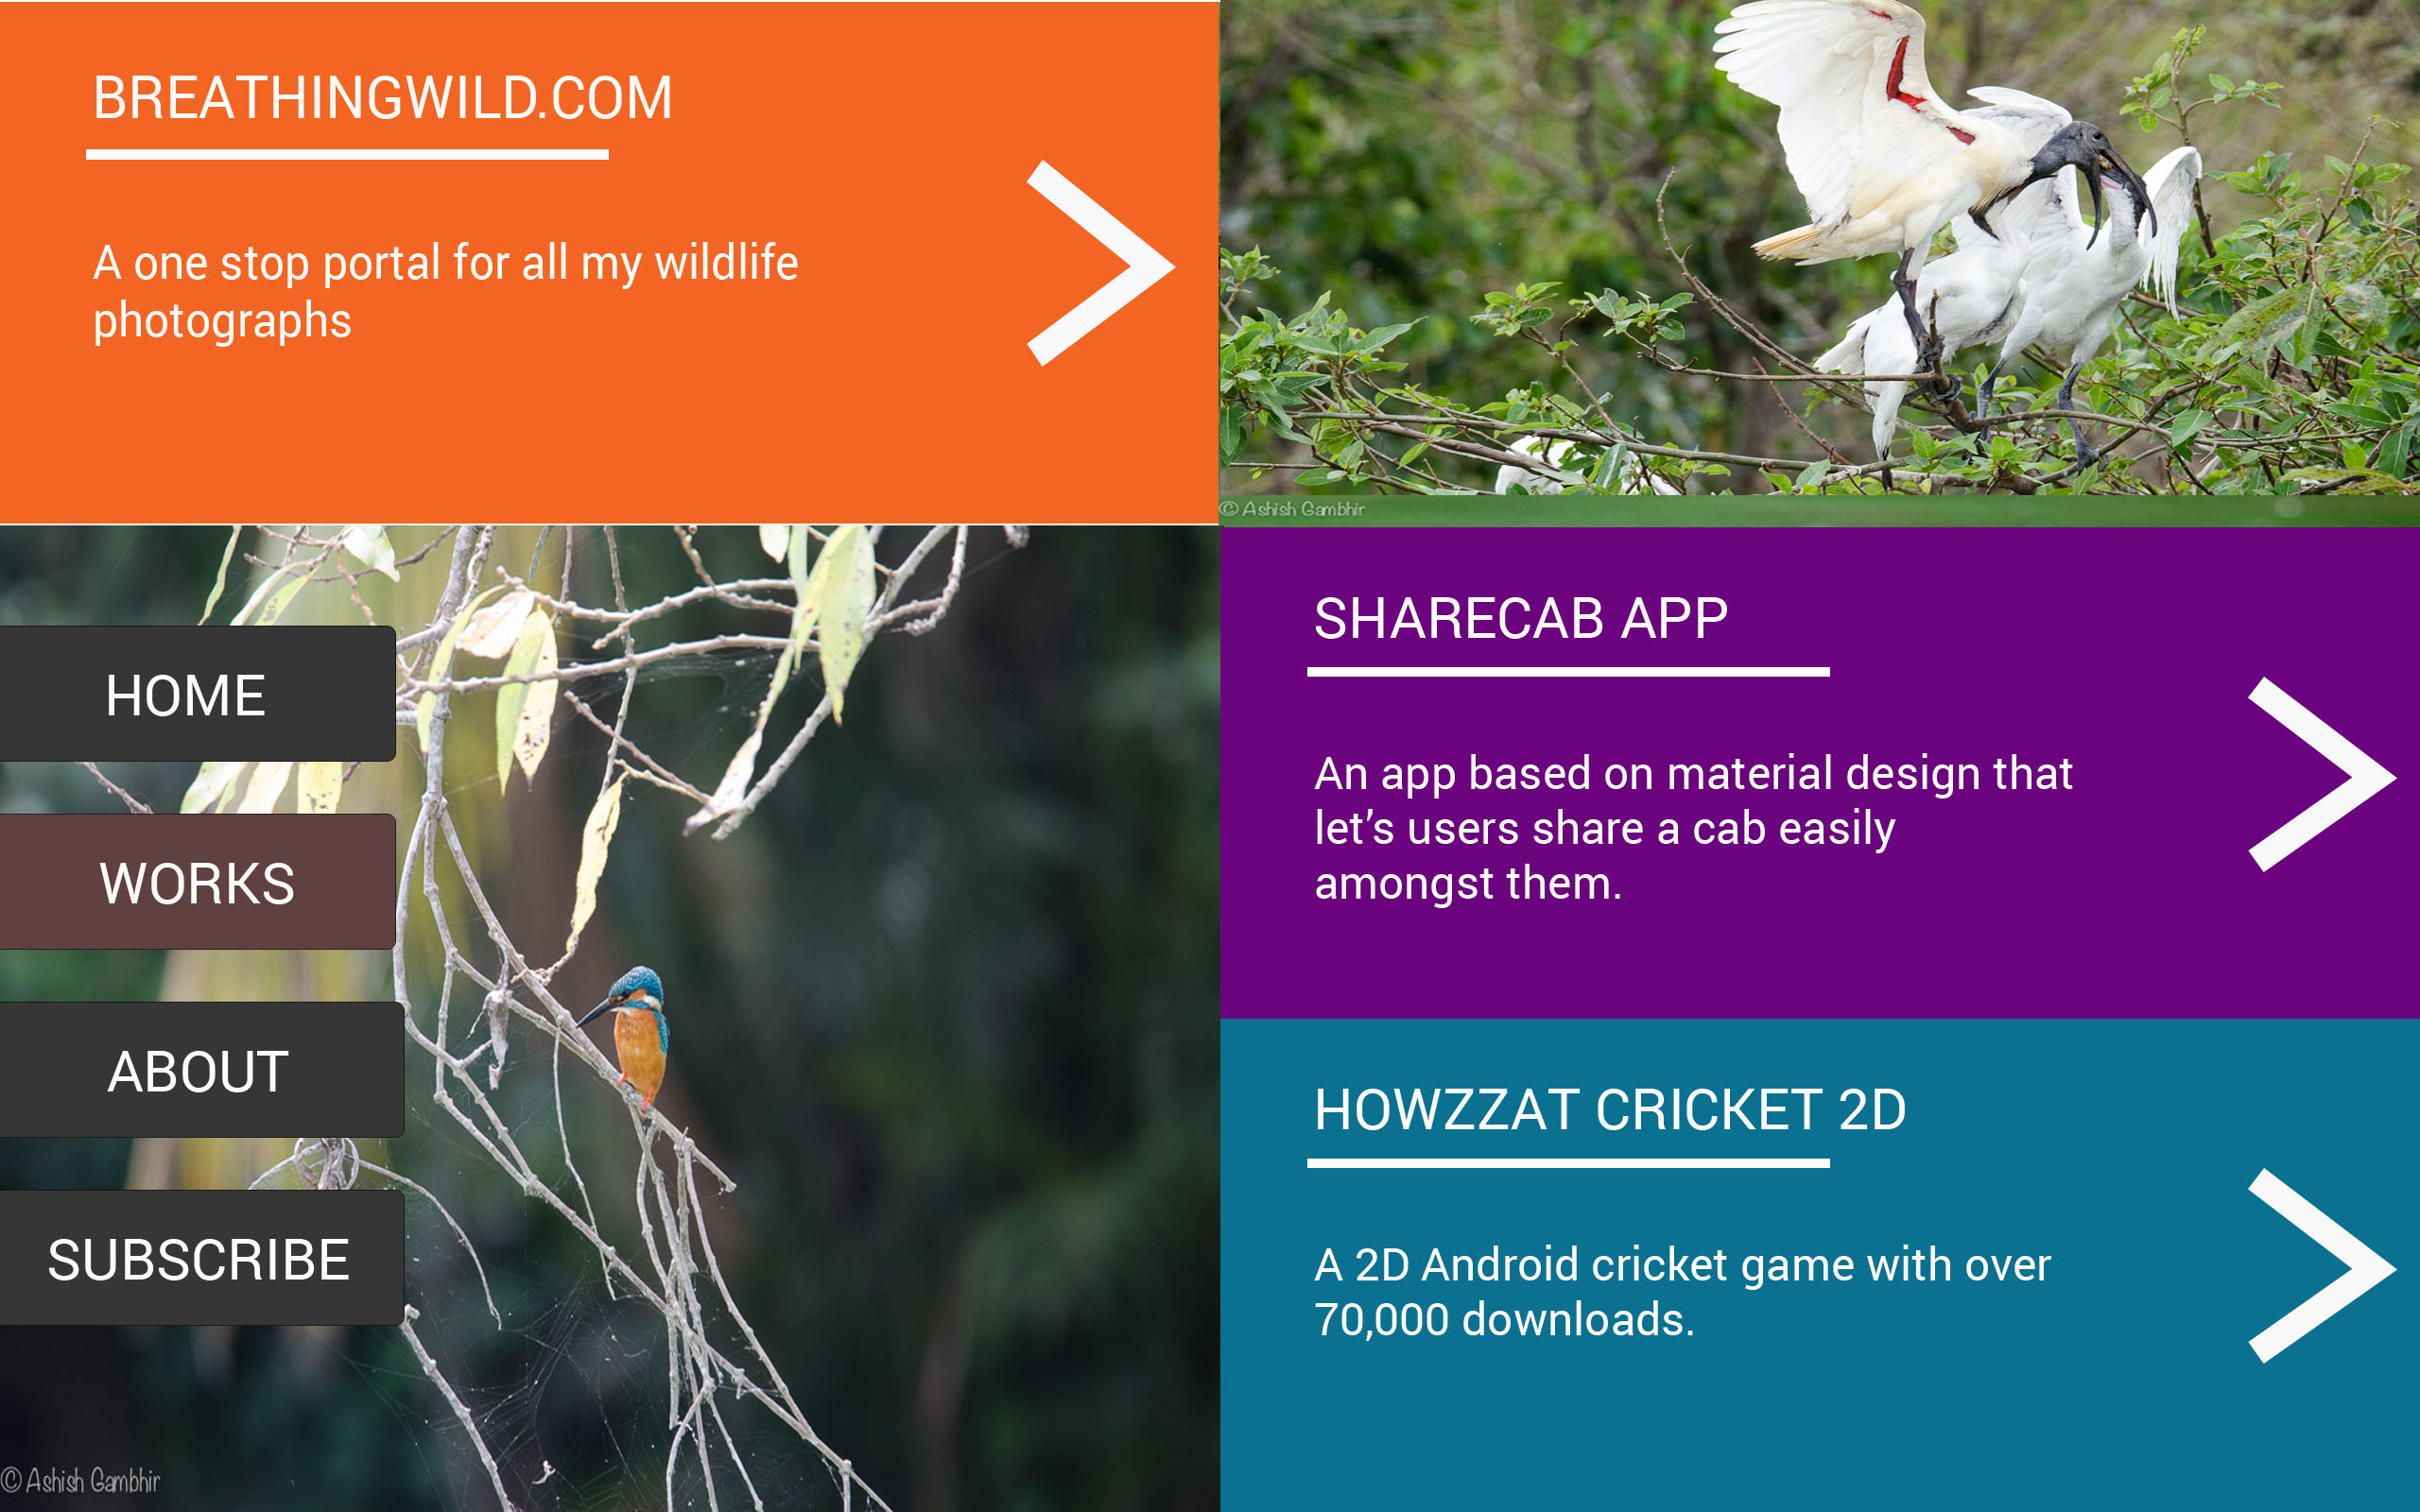 BREATHINGWILD.COM
A one stop portal for all my wildlife
photographs
© Ashish Gambhir
HOME
WORKS
ABOUT
SUBSCRIBE
© Ashish Gambhir
SHARECAB APP
An app based on material design that
let’s users share a cab easily
amongst them.
HOWZZAT CRICKET 2D
A 2D Android cricket game with over
70,000 downloads.